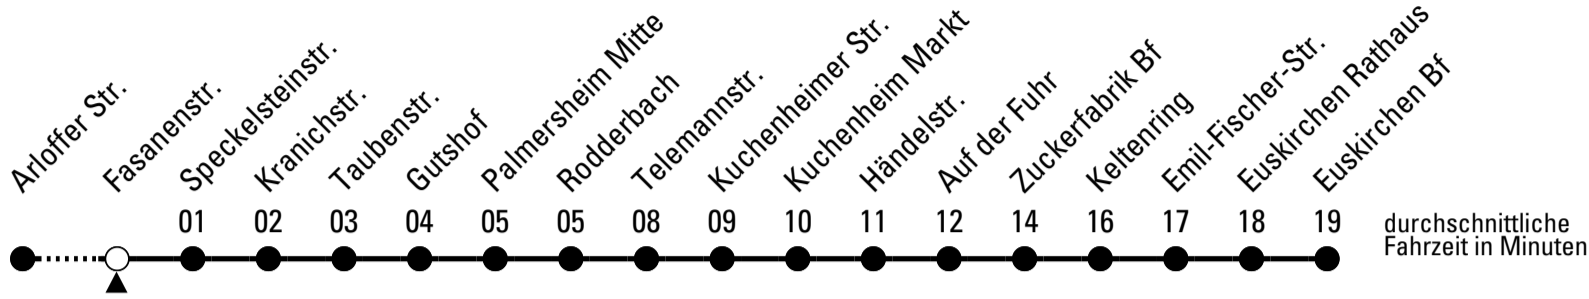 Arloffer Str.
Fasanenstr.
Speckelsteinstr.
Kranichstr.
Taubenstr.
Gutshof
Palmersheim Mitte
Rodderbach
Telemannstr.
Kuchenheimer Str.
Kuchenheim Markt
Händelstr.
Auf der Fuhr
Zuckerfabrik Bf
Keltenring
Emil-Fischer-Str.
Euskirchen Rathaus
Euskirchen Bf
01 02 03 04 05 05 08 09 10 11 12 14 16 17 18 19
durchschnittliche
Fahrzeit in Minuten